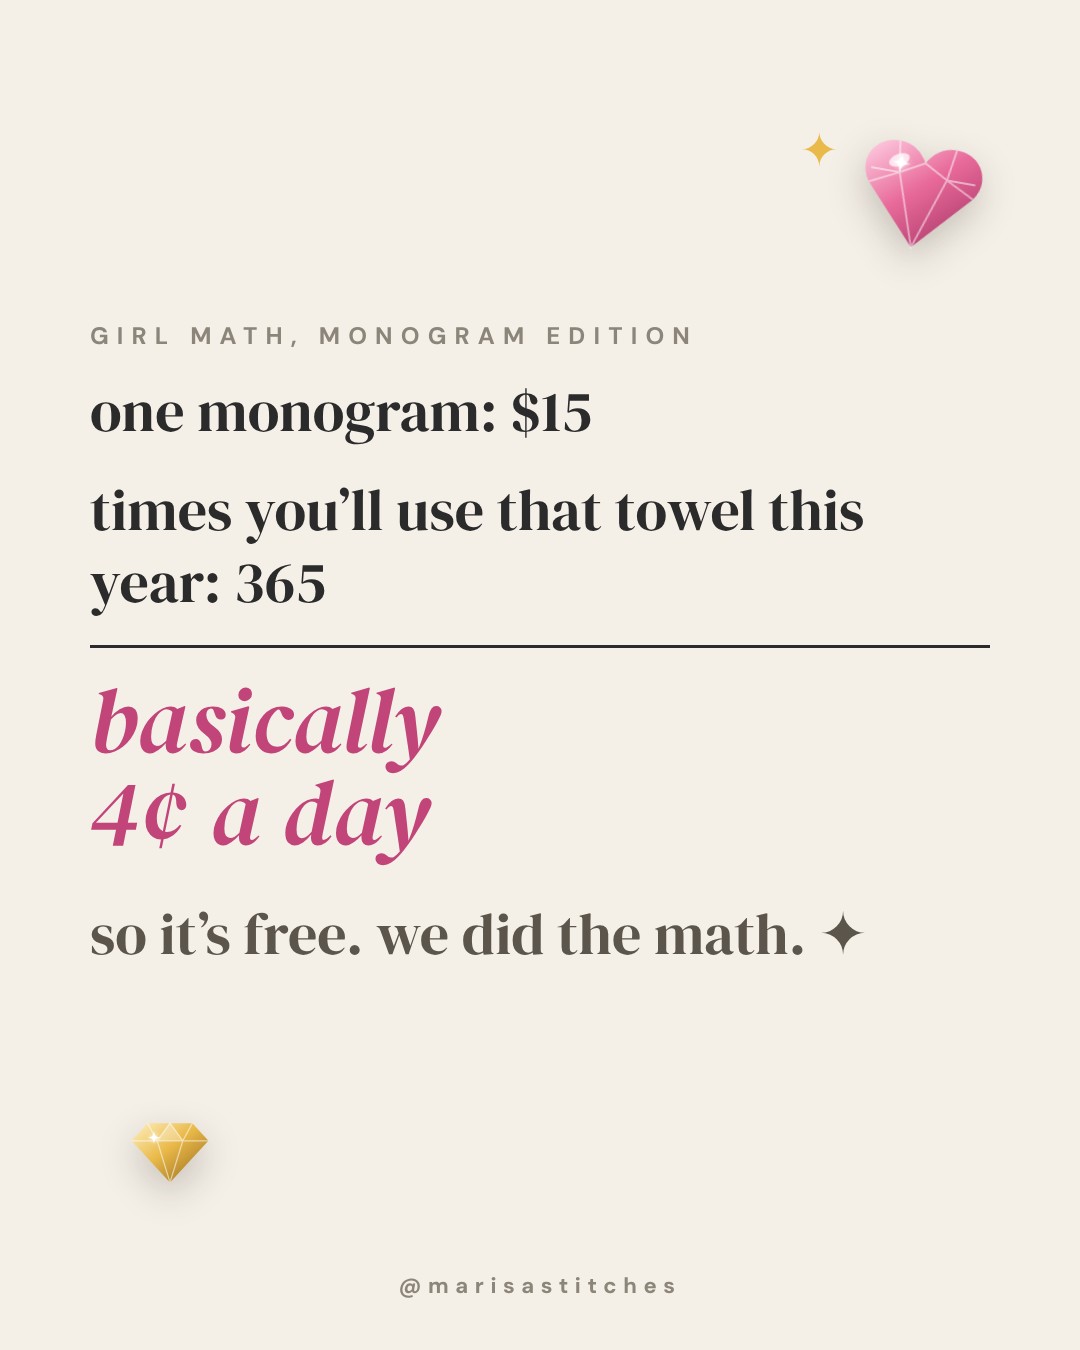 GIRL MATH, MONOGRAM EDITION
one monogram: $15
times you’ll use that towel this
year: 365
basically
4¢ a day
so it’s free. we did the math. ✦
@marisastitches